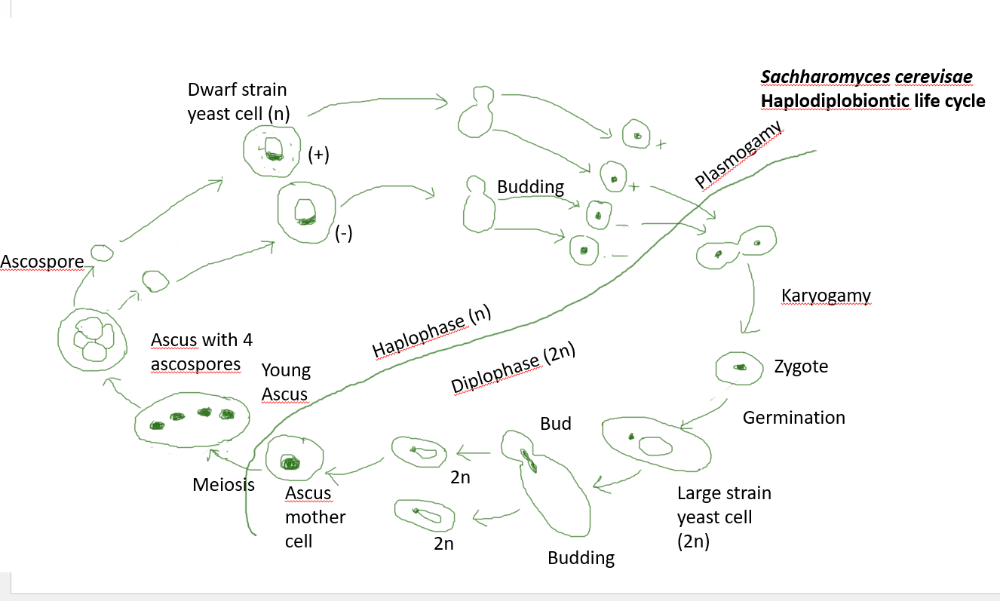 Sachharomyces cerevisae
Haplodiplobiontic life cycle
Dwarf strain
yeast cell (n)
(+)
(-)
Budding
+
+
–
–
Plasmogamy
Ascospore
Karyogamy
Haplophase (n)
Diplophase (2n)
Ascus with 4
ascospores
Young
Ascus
Zygote
Germination
Bud
2n
Meiosis
Ascus
mother
cell
2n
Large strain
yeast cell
(2n)
Budding